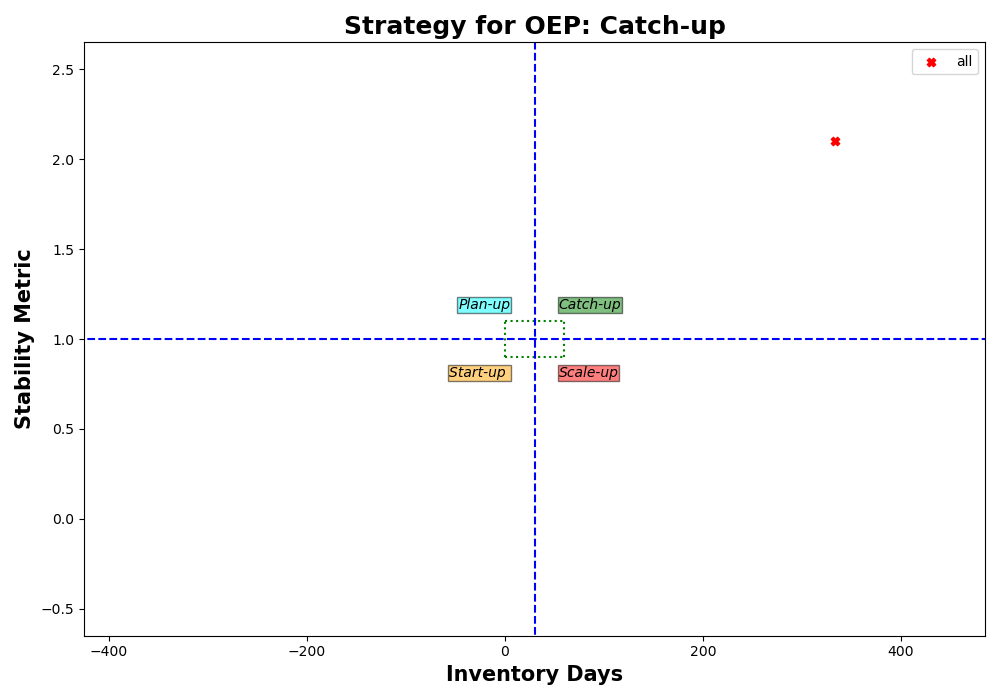 Strategy for OEP: Catch-up
all
2.5
2.0
1.5
1.0
0.5
0.0
−0.5
Stability Metric
Plan-up
Catch-up
Start-up
Scale-up
−400
−200
0
200
400
Inventory Days